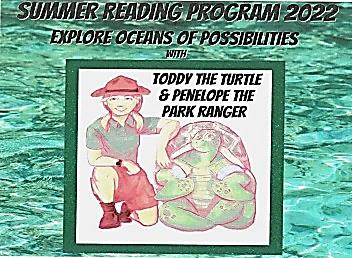 SUMMER READING PROGRAM 2022
EXPLORE OCEANS OF POSSIBILITIES
WITH
TODDY THE TURTLE
& PENELOPE THE
PARK RANGER